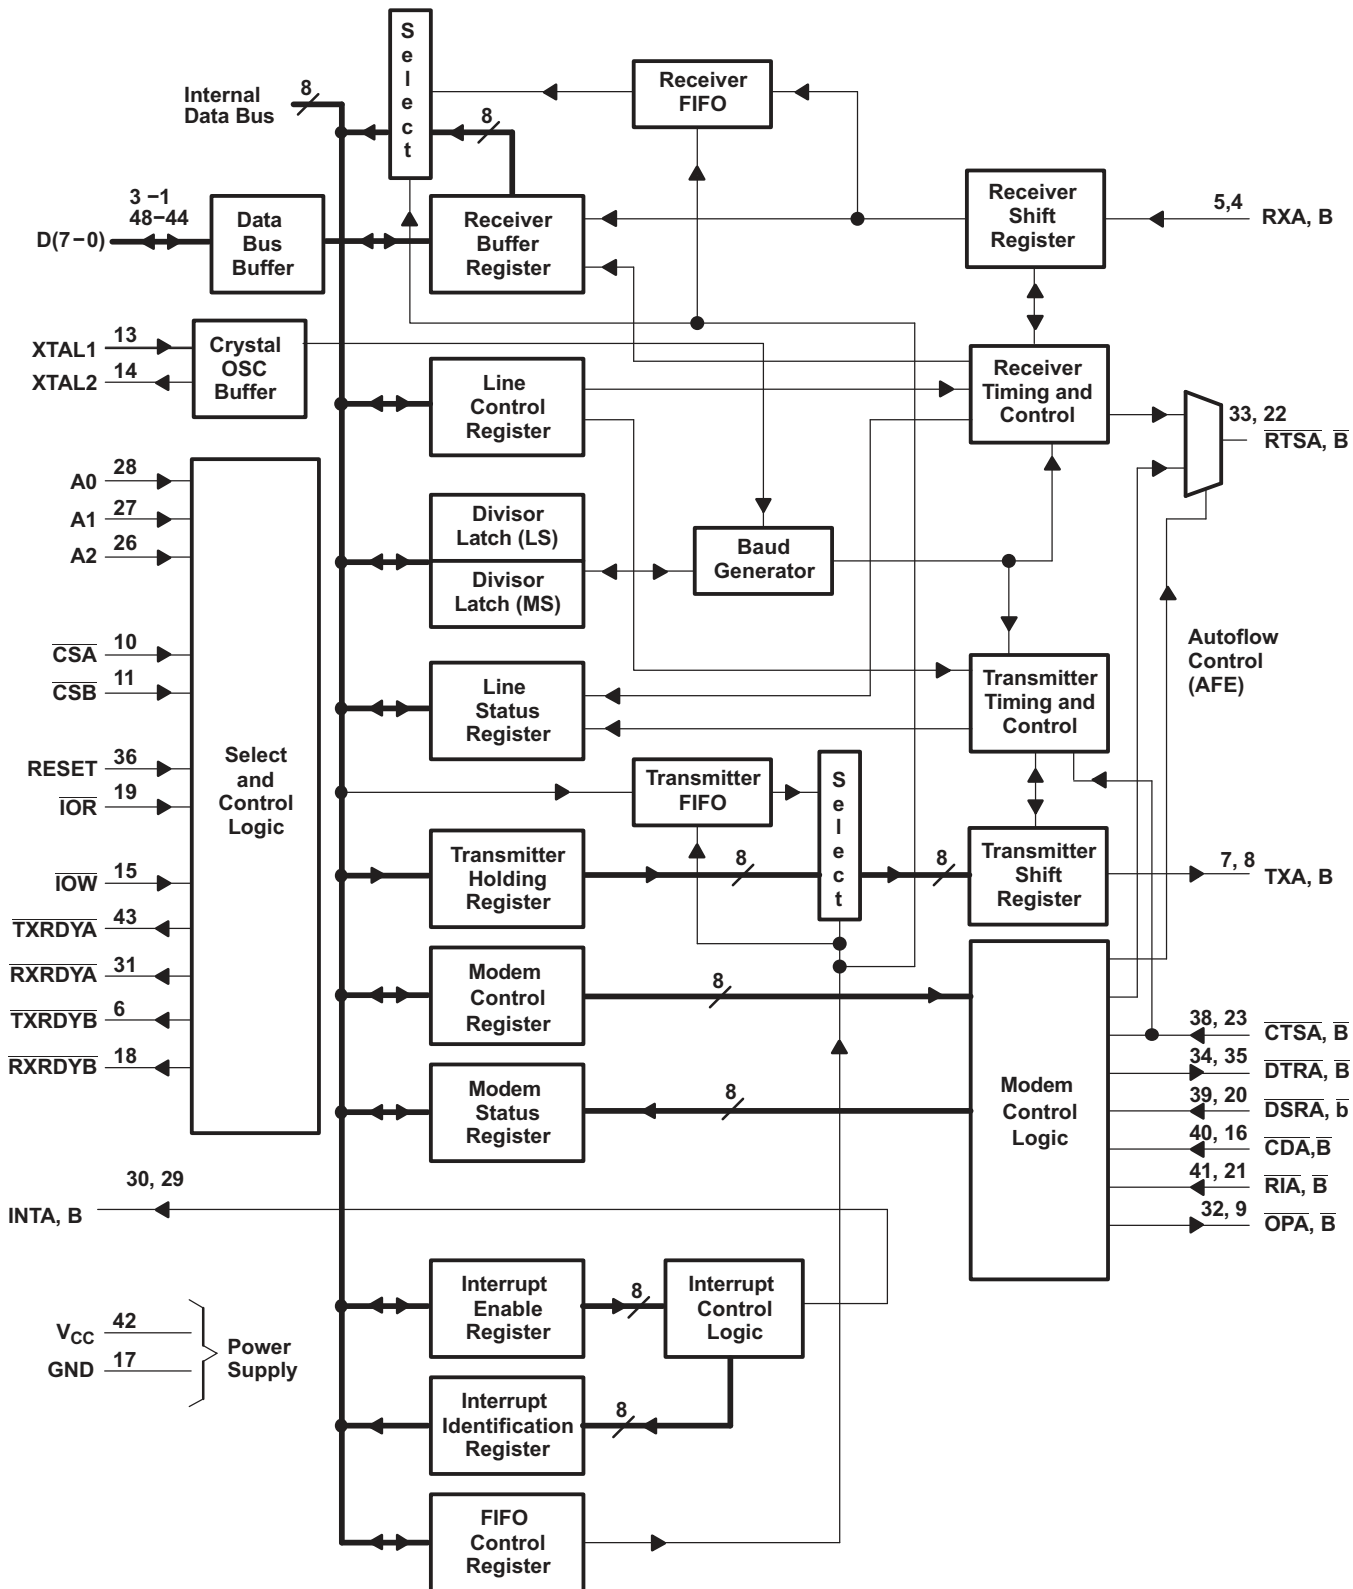 S
e
l
e
c
t
8
Receiver
FIFO
Internal
Data Bus
8
3 −1
48−44
D(7−0)
Data
Bus
Buffer
Receiver
Buffer
Register
Receiver
Shift
Register
5,4
RXA, B
13
XTAL1
14
XTAL2
Crystal
OSC
Buffer
Line
Control
Register
Receiver
Timing and
Control
33, 22
RTSA, B
28
A0
27
A1
26
A2
Divisor
Latch (LS)
Divisor
Latch (MS)
Baud
Generator
10
CSA
11
CSB
Line
Status
Register
Transmitter
Timing and
Control
Autoflow
Control
(AFE)
36
RESET
19
IOR
Select
and
Control
Logic
Transmitter
FIFO
S
e
l
e
c
t
15
IOW
Transmitter
Holding
Register
8
8
Transmitter
Shift
Register
7, 8
TXA, B
43
TXRDYA
31
RXRDYA
6
TXRDYB
18
RXRDYB
Modem
Control
Register
8
Modem
Status
Register
8
Modem
Control
Logic
38, 23
CTSA, B
34, 35
DTRA, B
39, 20
DSRA, b
40, 16
CDA,B
41, 21
RIA, B
32, 9
OPA, B
30, 29
INTA, B
Interrupt
Enable
Register
8
Interrupt
Control
Logic
42
VCC
17
GND
Power
Supply
Interrupt
Identification
Register
8
FIFO
Control
Register